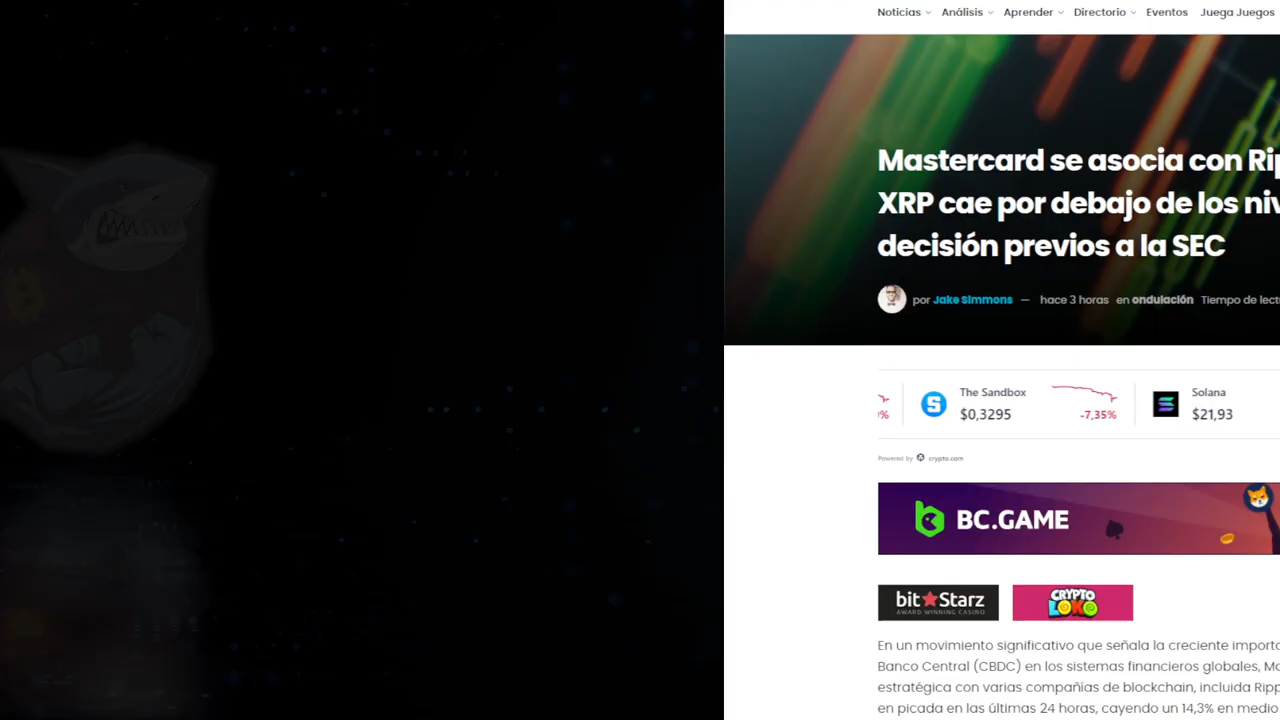 Noticias Análisis Aprender Directorio Eventos Juega Juegos
Mastercard se asocia con Rip
XRP cae por debajo de los niv
decisión previos a la SEC
por Jake Simmons — hace 3 horas en ondulación Tiempo de lect
The Sandbox
$0,3295
-7,35%
Solana
$21,93
%
Powered by crypto.com
BC.GAME
bit Starz
AWARD WINNING CASINO
CRYPTO
LOKO
En un movimiento significativo que señala la creciente importa
Banco Central (CBDC) en los sistemas financieros globales, Ma
estratégica con varias compañías de blockchain, incluida Ripp
en picada en las últimas 24 horas, cayendo un 14,3% en medio